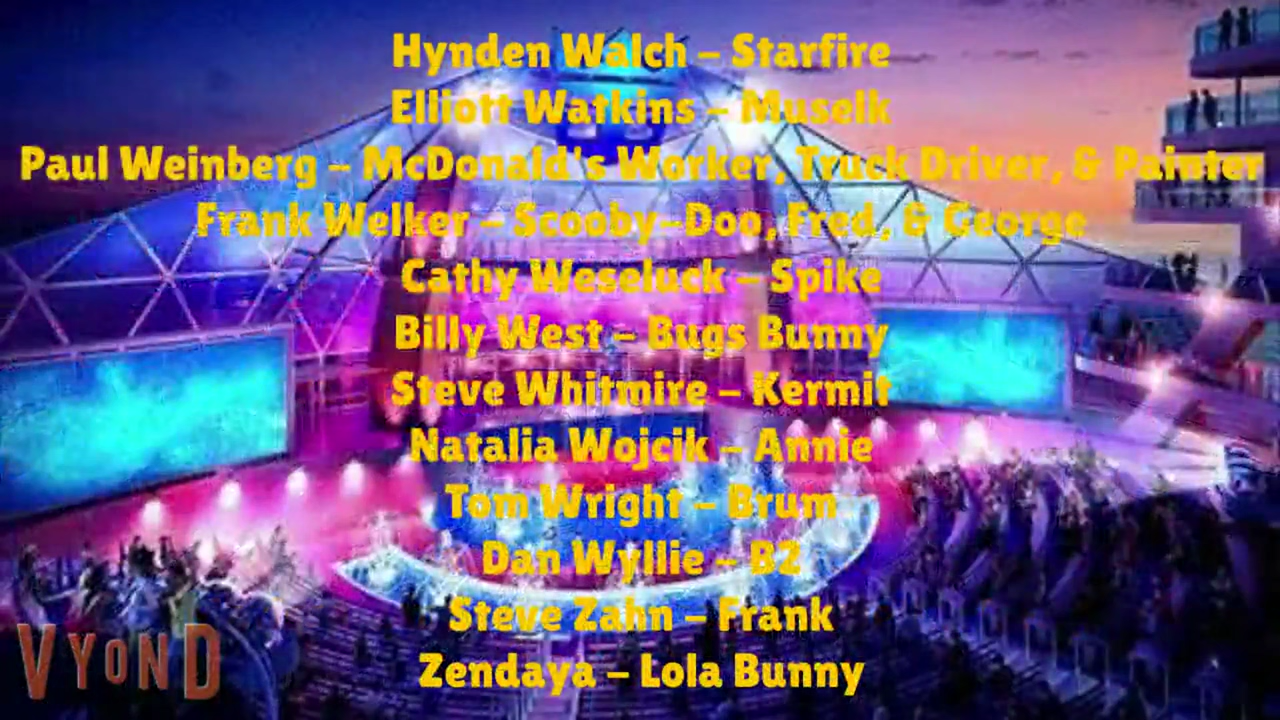 Hynden Walch - Starfire
Elliott Watkins - Muselk
Paul Weinberg - McDonald's Worker, Truck Driver, & Painter
Frank Welker - Scooby-Doo, Fred, & George
Cathy Weseluck - Spike
Billy West - Bugs Bunny
Steve Whitmire - Kermit
Natalia Wojcik - Annie
Tom Wright - Brum
Dan Wyllie - B2
Steve Zahn - Frank
Zendaya - Lola Bunny
VYOND